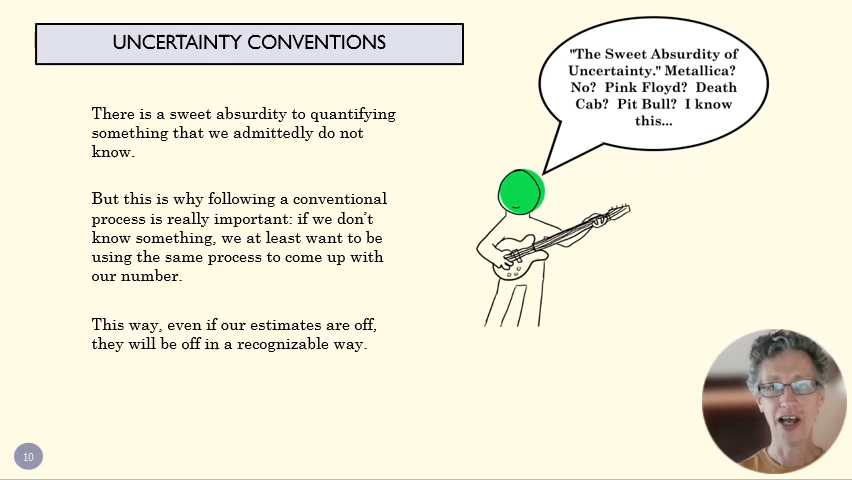 UNCERTAINTY CONVENTIONS
"The Sweet Absurdity of
Uncertainty." Metallica?
No? Pink Floyd? Death
Cab? Pit Bull? I know
this...
There is a sweet absurdity to quantifying
something that we admittedly do not
know.
But this is why following a conventional
process is really important: if we don't
know something, we at least want to be
using the same process to come up with
our number.
This way, even if our estimates are off,
they will be off in a recognizable way.
10